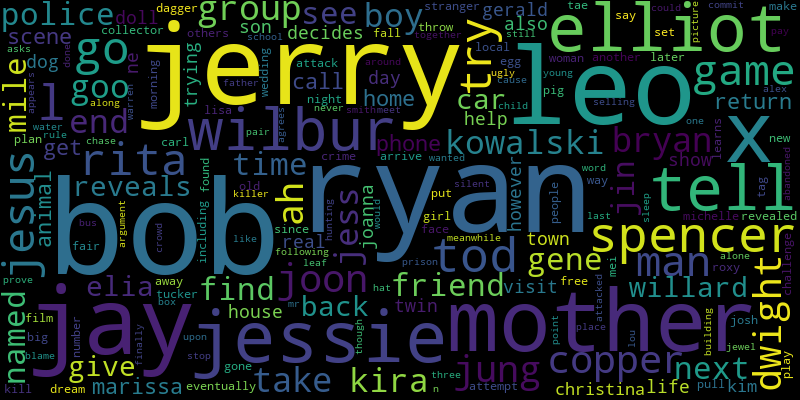 dagger
police
doll
collector
group
see
boy
gerald
stranger
tae
say
could
commit
make
scene
asks
dog
done
school
others
son
decides
fall
throw
also
local
still
woman
another
set
picture
later
pay
elliot
mile
go
goo
morning
trying
wedding
attack
call
day
try
car
egg
ugly
cause
young
pig
alex
game
appears
l
end
along
ne
jerry
father
around
together
night
home
never
smithmeet
child
leo
selling
one
return
water
rule
plan
chase
warren
lisa
pair
agrees
help
x
new
get
carl
wilbur
crime
phone
arrive
wanted
kowalski
bryan
show
learns
jesus
animal
rita
time
old
silent
word
way
jin
tell
tag
abandoned
reveals
found
killer
ah
hunting
jess
joanna
would
put
girl
face
however
people
last
sleep
michelle
revealed
bus
fair
argument
crowd
including
like
since
real
following
ryan
meanwhile
town
spencer
alone
roxy
challenge
bob
leaf
prison
tod
gene
free
mei
attacked
man
prove
elia
away
find
joon
friend
visit
willard
dwight
named
tucker
box
mr
hat
twin
josh
film
big
blame
jay
number
finally
upon
stop
house
back
though
jessie
mother
point
place
lou
building
jewel
play
kill
give
dream
marissa
gone
eventually
take
kira
n
three
jung
attempt
copper
christina
life
next
pull
kim